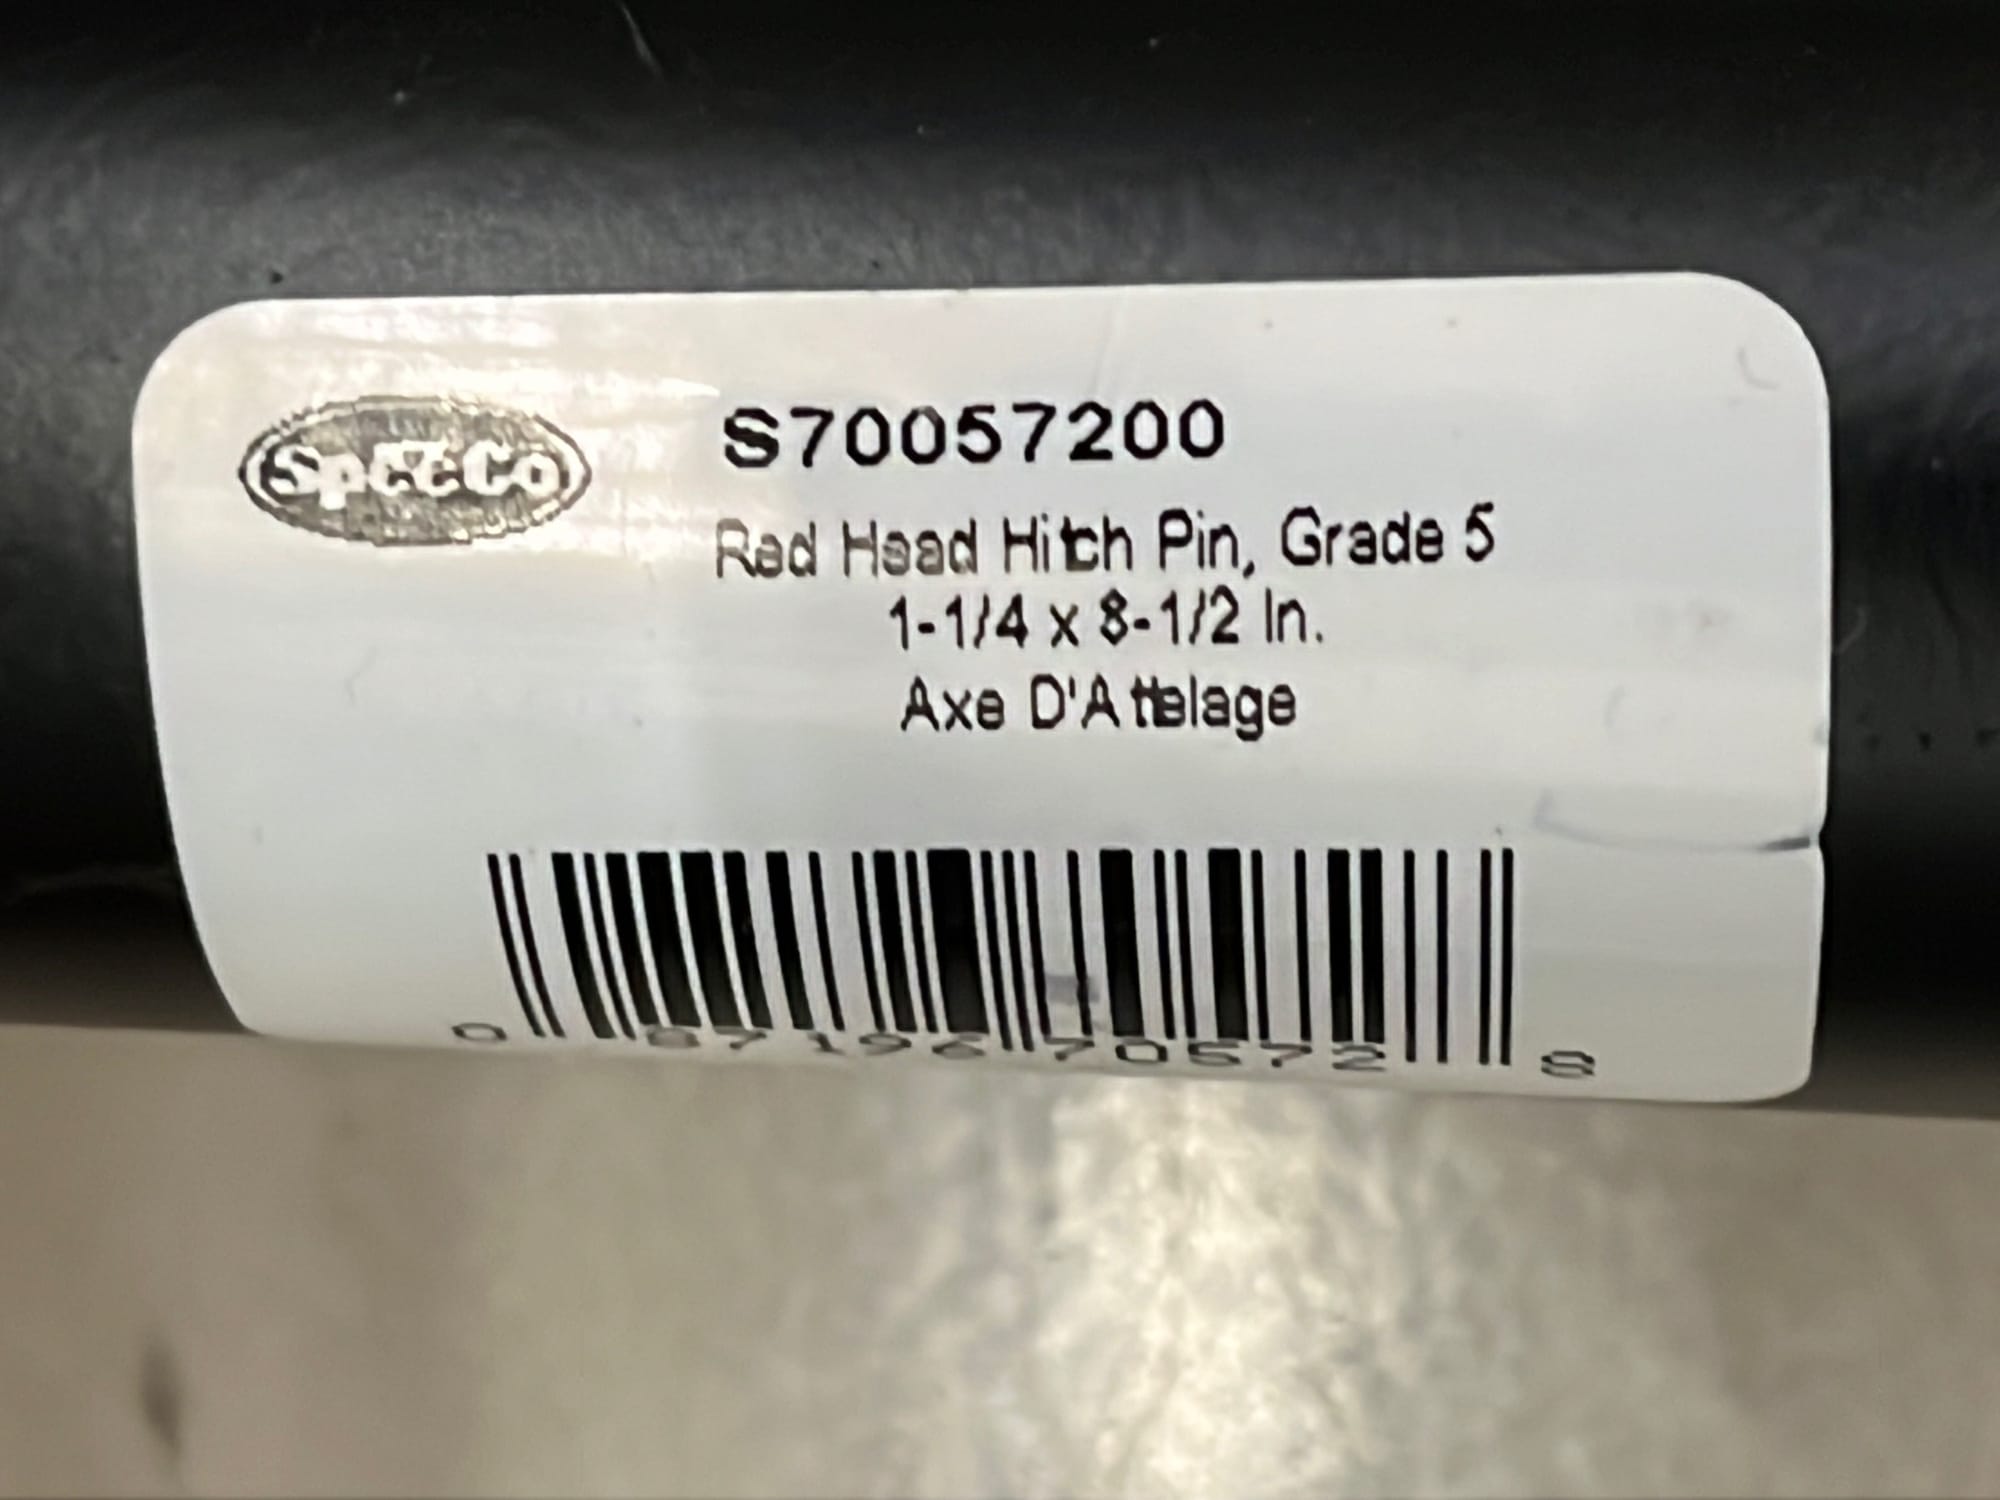 SpeeCo
S70057200
Red Head Hitch Pin, Grade 5
1-1/4 x 8-1/2 In.
Axe D'Attelage
0 87196 70572 8